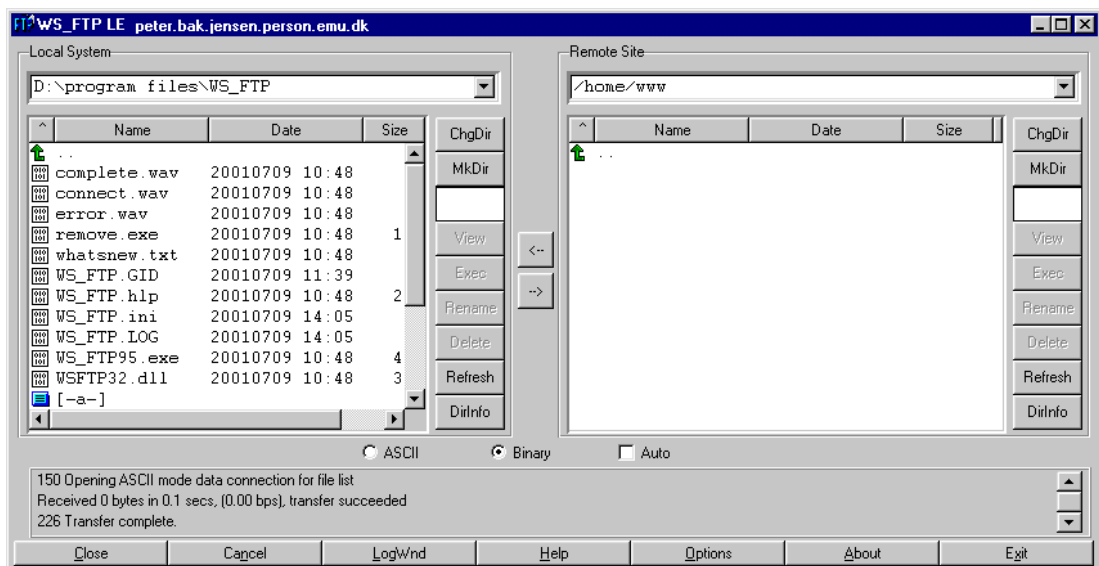 WS_FTP LE peter.bak.jensen.person.emu.dk
Local System
D:\program files\WS_FTP
^ Name Date Size
..
complete.wav 20010709 10:48
connect.wav 20010709 10:48
error.wav 20010709 10:48
remove.exe 20010709 10:48 1
whatsnew.txt 20010709 10:48
WS_FTP.GID 20010709 11:39
WS_FTP.hlp 20010709 10:48 2
WS_FTP.ini 20010709 14:05
WS_FTP.LOG 20010709 14:05
WS_FTP95.exe 20010709 10:48 4
WSFTP32.dll 20010709 10:48 3
[-a-]
ChgDir
MkDir
View
Exec
Rename
Delete
Refresh
DirInfo
<--
-->
Remote Site
/home/www
^ Name Date Size
..
ChgDir
MkDir
View
Exec
Rename
Delete
Refresh
DirInfo
ASCII Binary Auto
150 Opening ASCII mode data connection for file list
Received 0 bytes in 0.1 secs, (0.00 bps), transfer succeeded
226 Transfer complete.
Close Cancel LogWnd Help Options About Exit